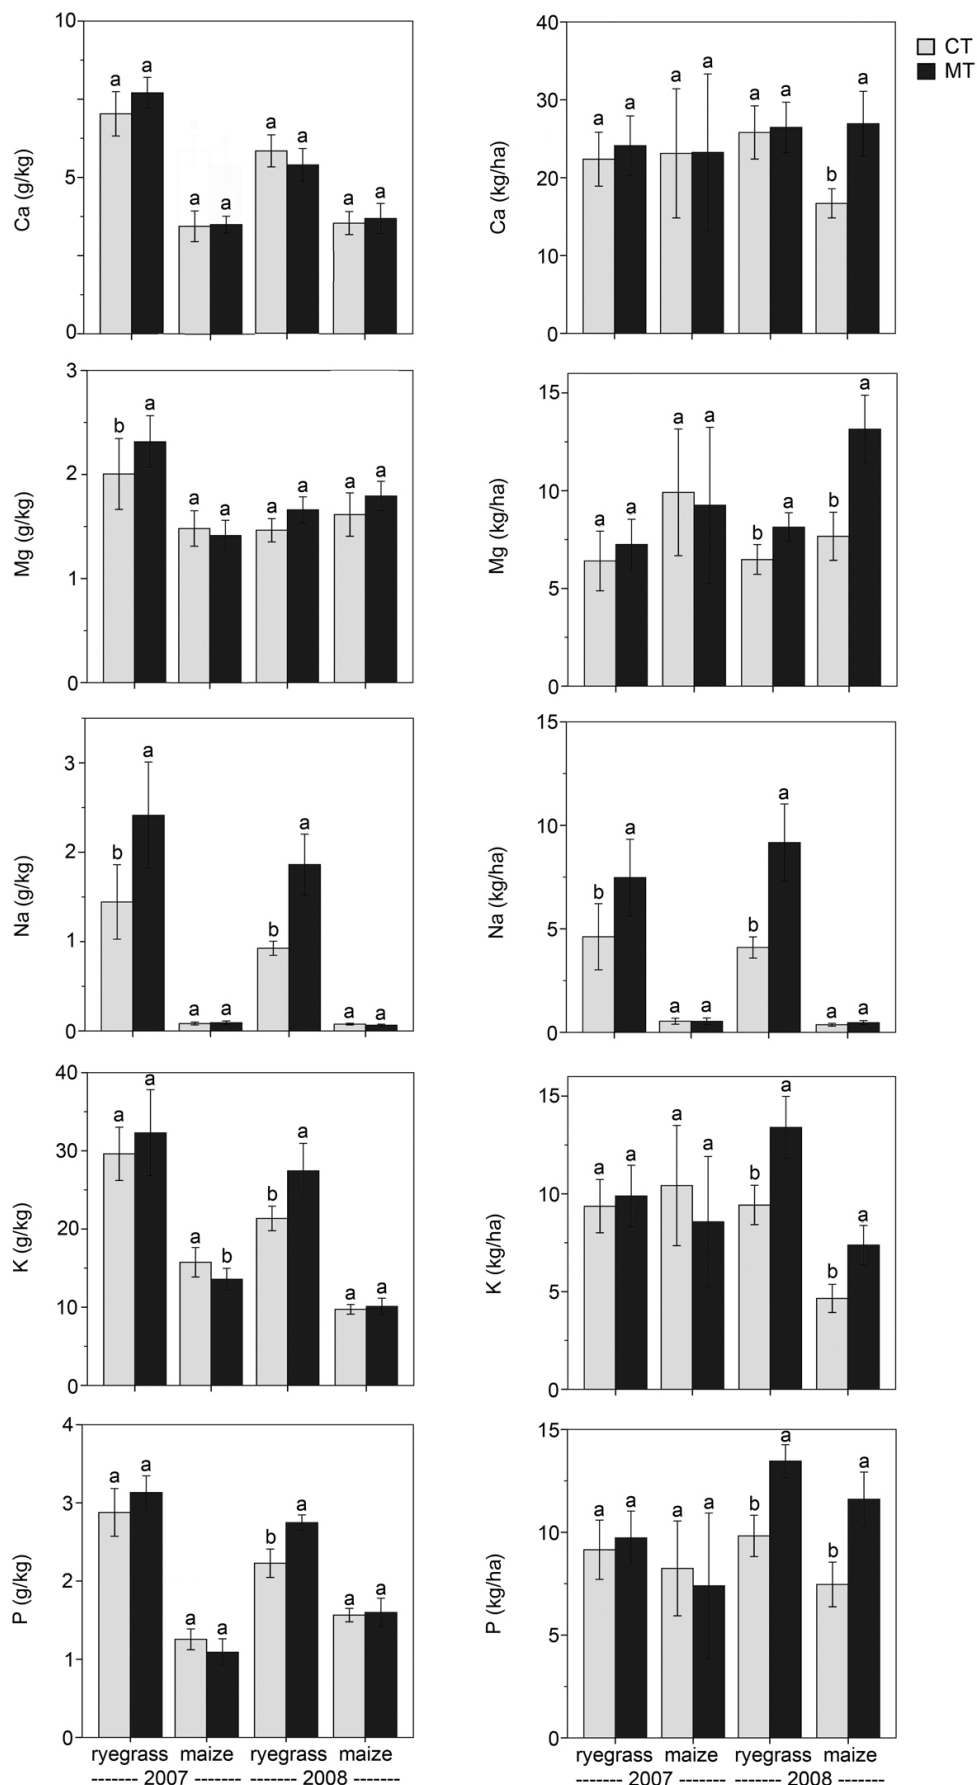 10
5
0
Ca (g/kg)
a
a
a
a
a
a
a
a
40
30
20
10
0
Ca (kg/ha)
a
a
a
a
a
a
b
a
CT
MT
3
2
1
0
Mg (g/kg)
b
a
a
a
a
a
a
a
15
10
5
0
Mg (kg/ha)
a
a
a
a
b
a
b
a
3
2
1
0
Na (g/kg)
b
a
a
a
b
a
a
a
15
10
5
0
Na (kg/ha)
b
a
a
a
b
a
a
a
40
30
20
10
0
K (g/kg)
a
a
a
b
b
a
a
a
15
10
5
0
K (kg/ha)
a
a
a
a
b
a
b
a
4
3
2
1
0
P (g/kg)
a
a
a
a
b
a
a
a
ryegrass maize ryegrass maize
------- 2007 ------- ------- 2008 -------
15
10
5
0
P (kg/ha)
a
a
a
a
b
a
b
a
ryegrass maize ryegrass maize
------- 2007 ------- ------- 2008 -------